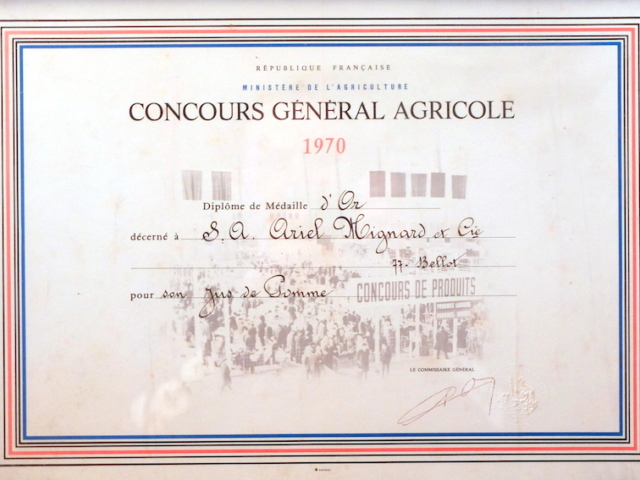 RÉPUBLIQUE FRANÇAISE
MINISTÈRE DE L'AGRICULTURE
CONCOURS GÉNÉRAL AGRICOLE
1970
Diplôme de Médaille d'Or
décerné à S.A. Ariel Mignard et Cie
77- Bellot
pour son Jus de Pomme
CONCOURS DE PRODUITS
LE COMMISSAIRE GÉNÉRAL